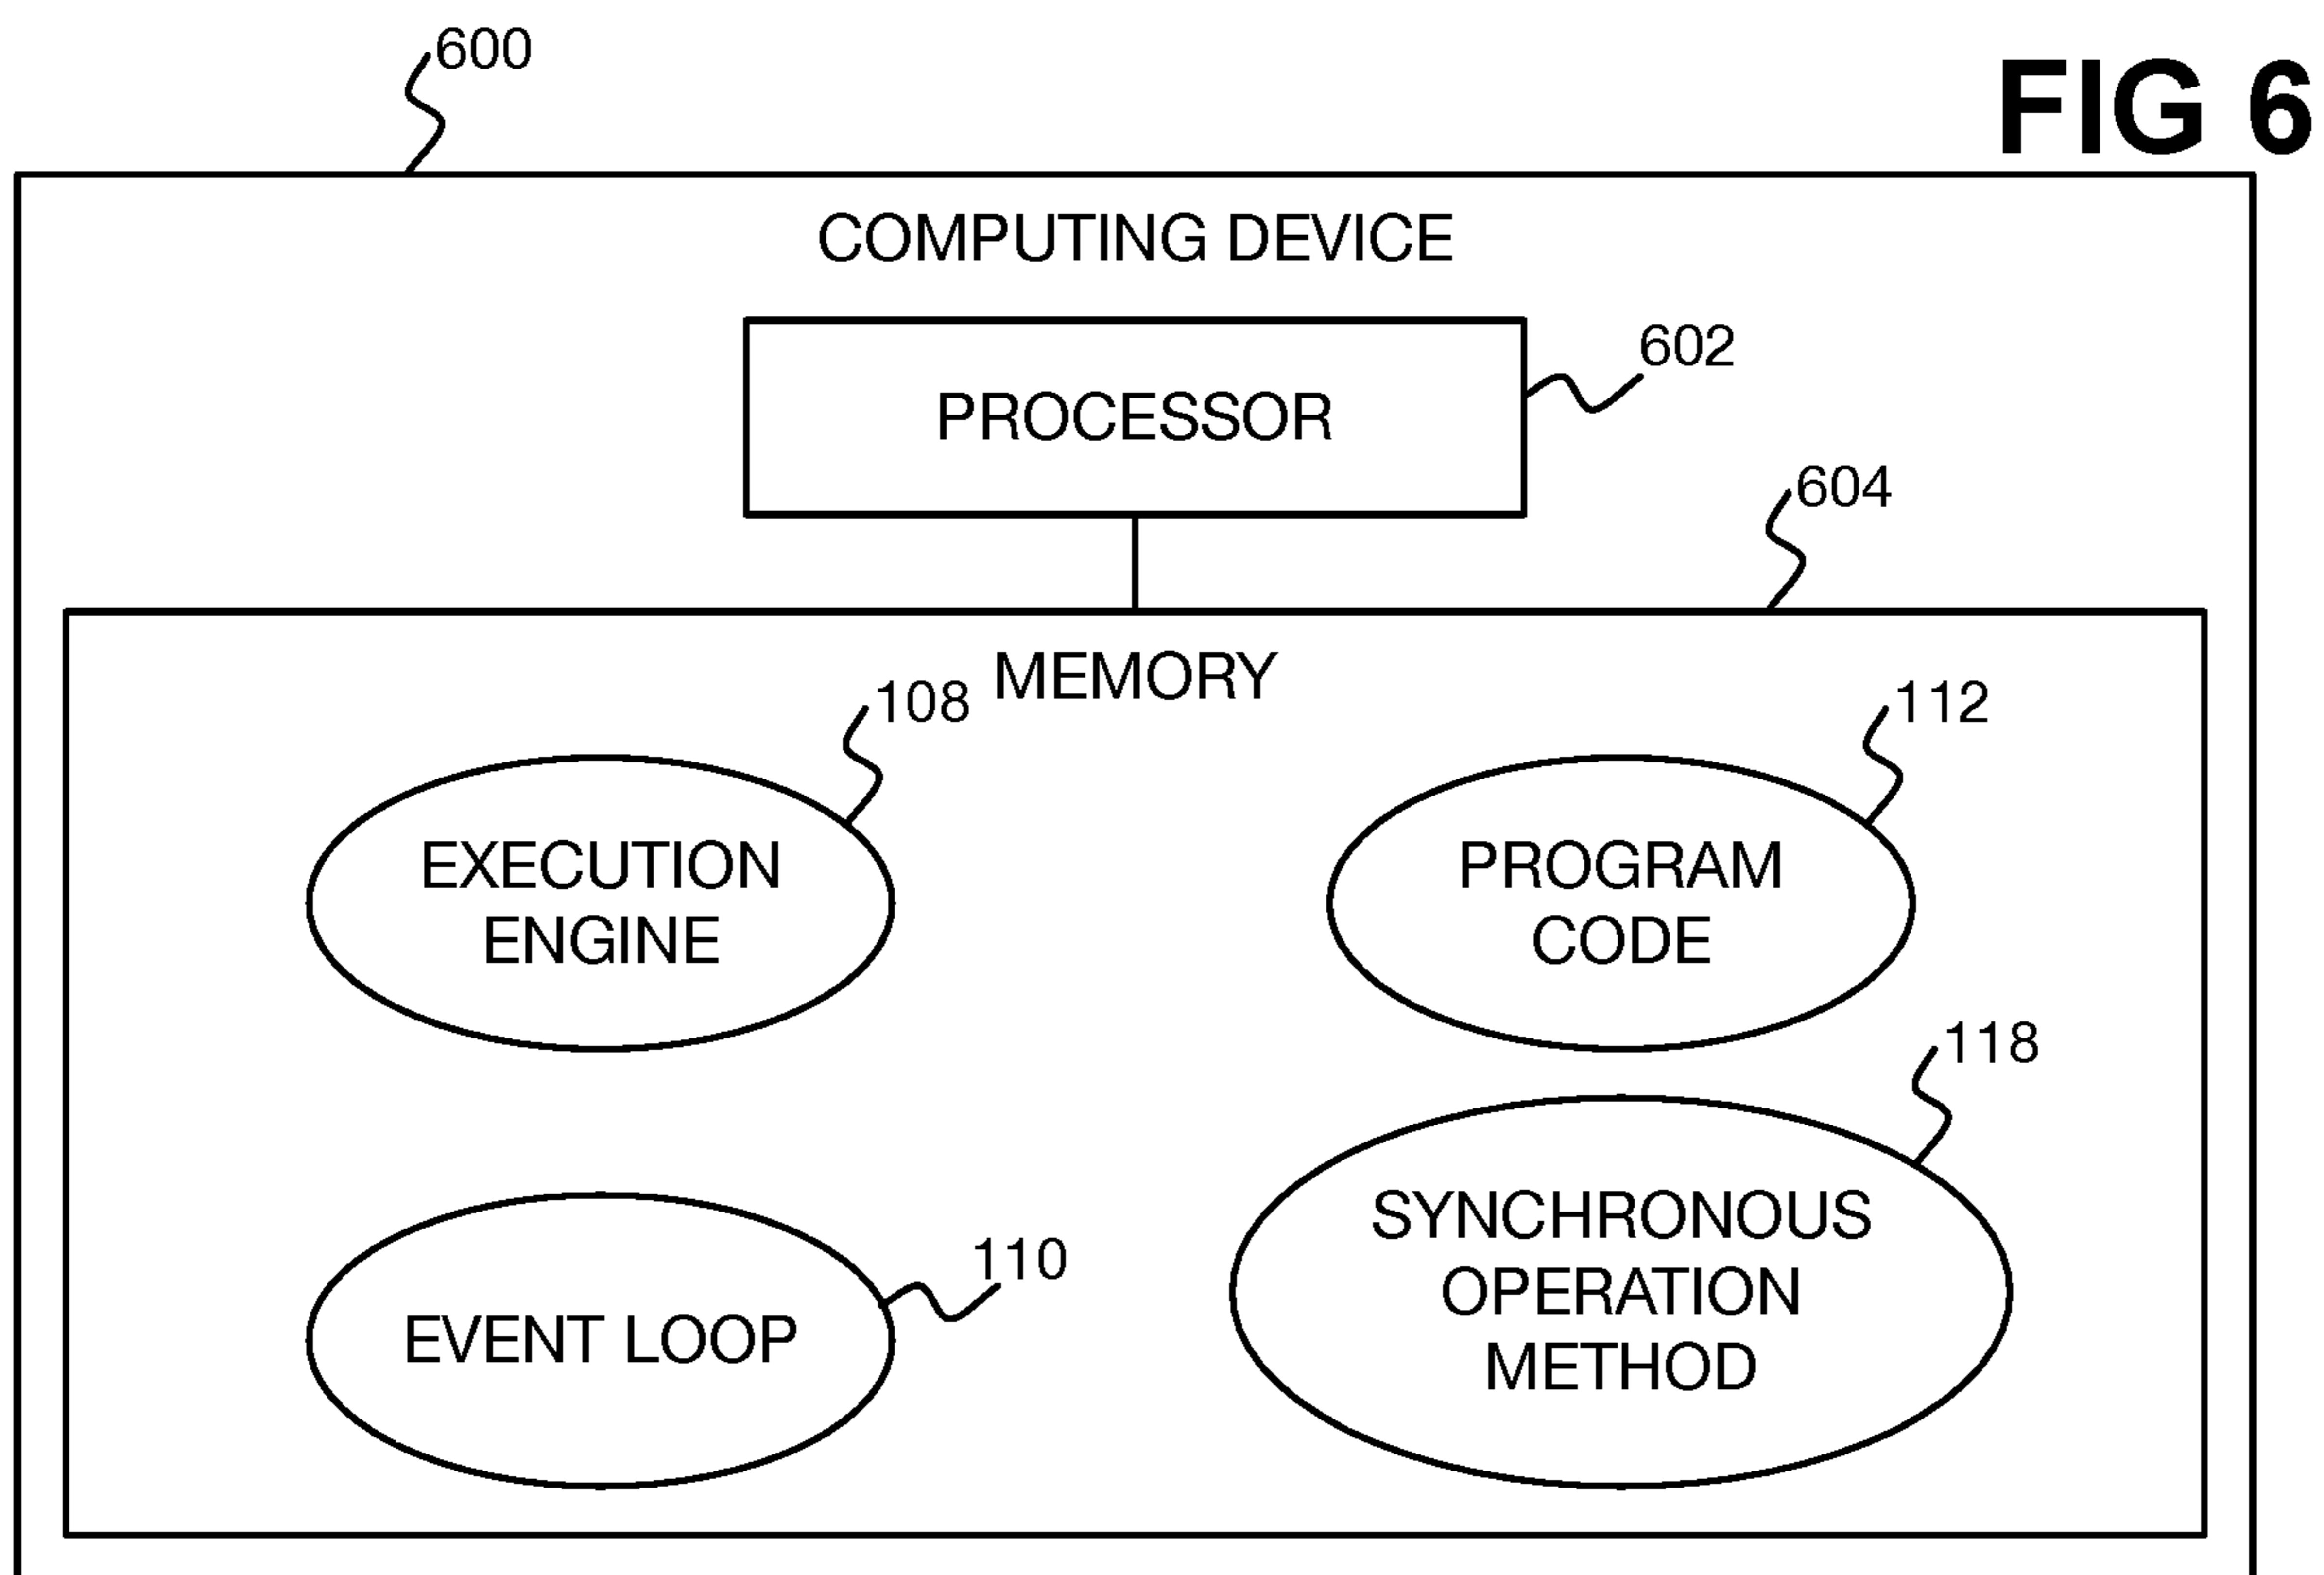 600
FIG 6
COMPUTING DEVICE
602
PROCESSOR
604
MEMORY
108
112
EXECUTION
ENGINE
PROGRAM
CODE
118
110
EVENT LOOP
SYNCHRONOUS
OPERATION
METHOD